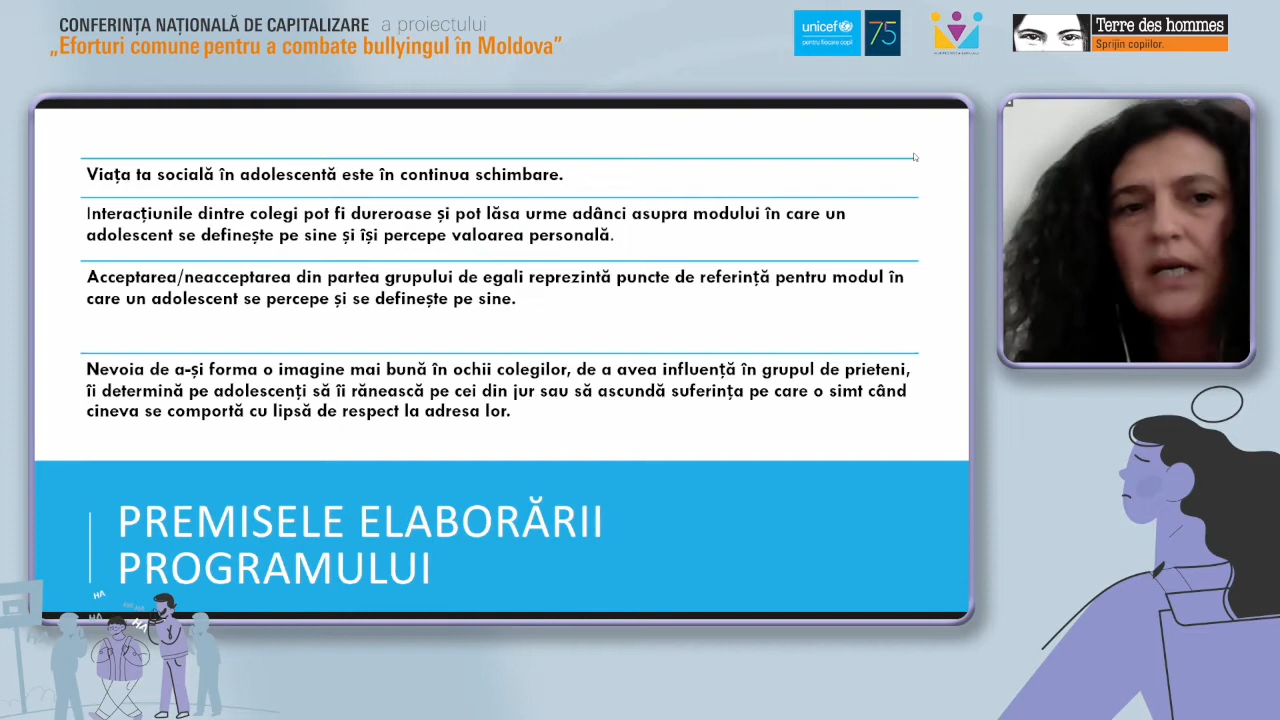 CONFERINȚA NAȚIONALĂ DE CAPITALIZARE a proiectului
„Eforturi comune pentru a combate bullyingul în Moldova”
unicef
pentru fiecare copil
75
Terre des hommes
Sprijin copiilor.
Viața ta socială în adolescentă este în continua schimbare.
Interacțiunile dintre colegi pot fi dureroase și pot lăsa urme adânci asupra modului în care un
adolescent se definește pe sine și își percepe valoarea personală.
Acceptarea/neacceptarea din partea grupului de egali reprezintă puncte de referință pentru modul în
care un adolescent se percepe și se definește pe sine.
Nevoia de a-și forma o imagine mai bună în ochii colegilor, de a avea influență în grupul de prieteni,
îi determină pe adolescenți să îi rănească pe cei din jur sau să ascundă suferința pe care o simt când
cineva se comportă cu lipsă de respect la adresa lor.
PREMISELE ELABORĂRII
PROGRAMULUI
HA
HA
HA